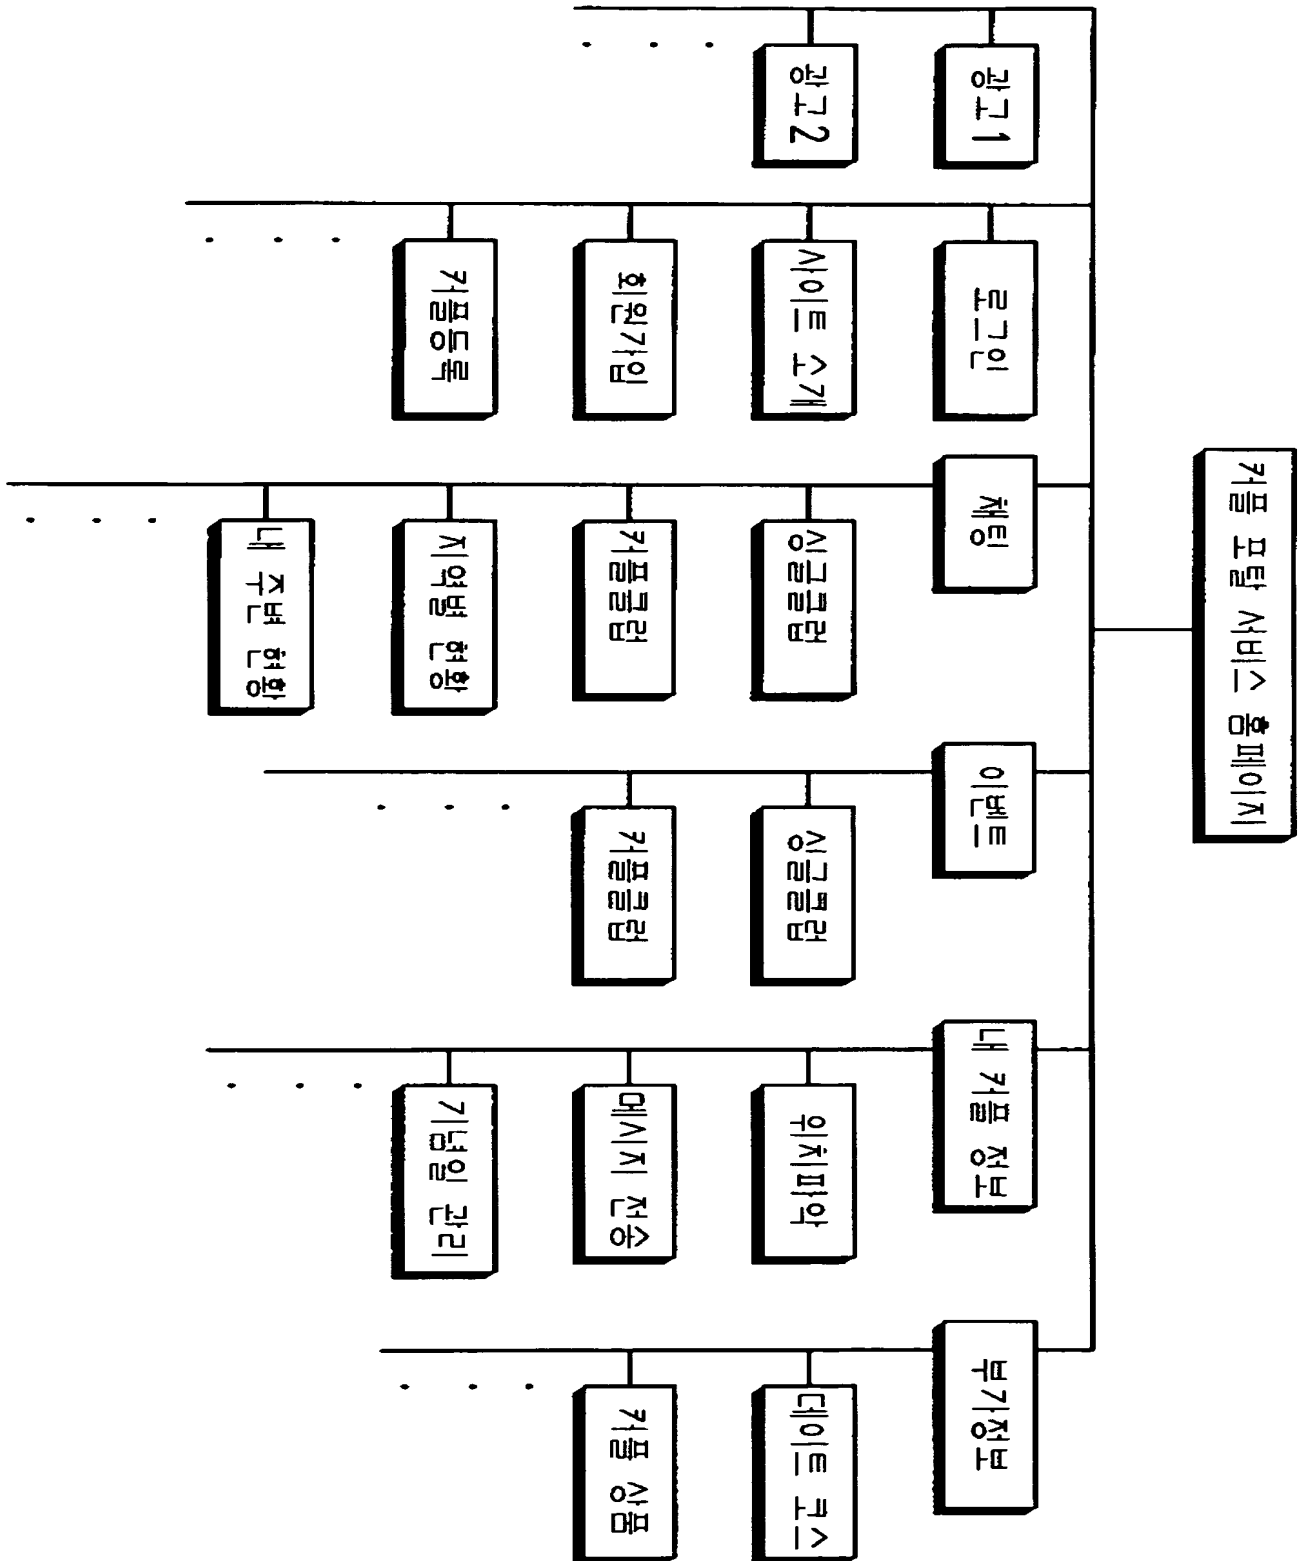 커플 포탈 서비스 홈페이지
광고1
광고2
로그인
사이트 소개
회원가입
커플등록
채팅
싱글클럽
커플클럽
지역별 현황
내 주변 현황
이벤트
싱글클럽
커플클럽
내 커플 정보
위치파악
메시지 전송
기념일 관리
부가정보
데이트 코스
커플 상품